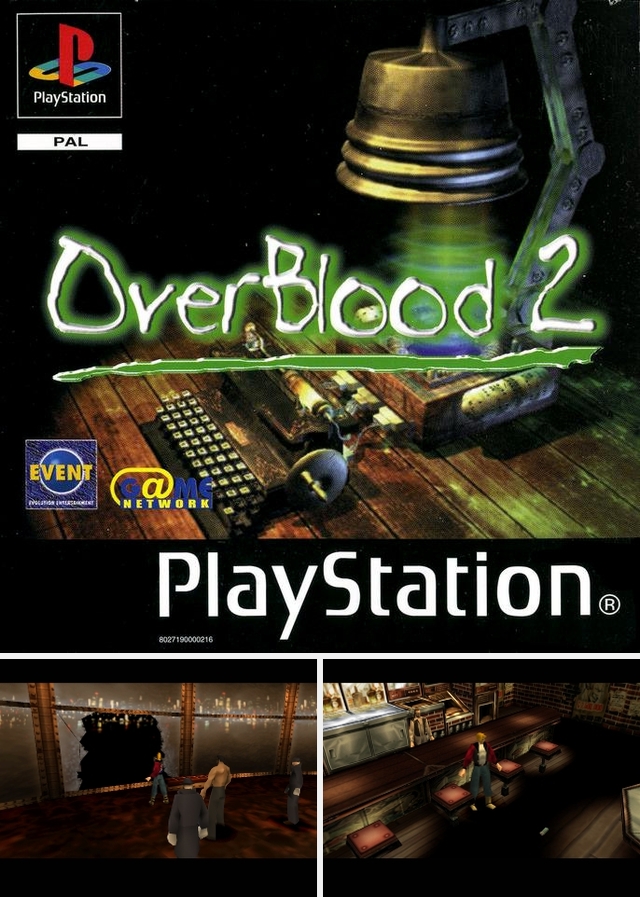 PlayStation
PAL
OverBlood 2
EVENT
EVOLUTION ENTERTAINMENT
G@ME
NETWORK
PlayStation®
8027190000216